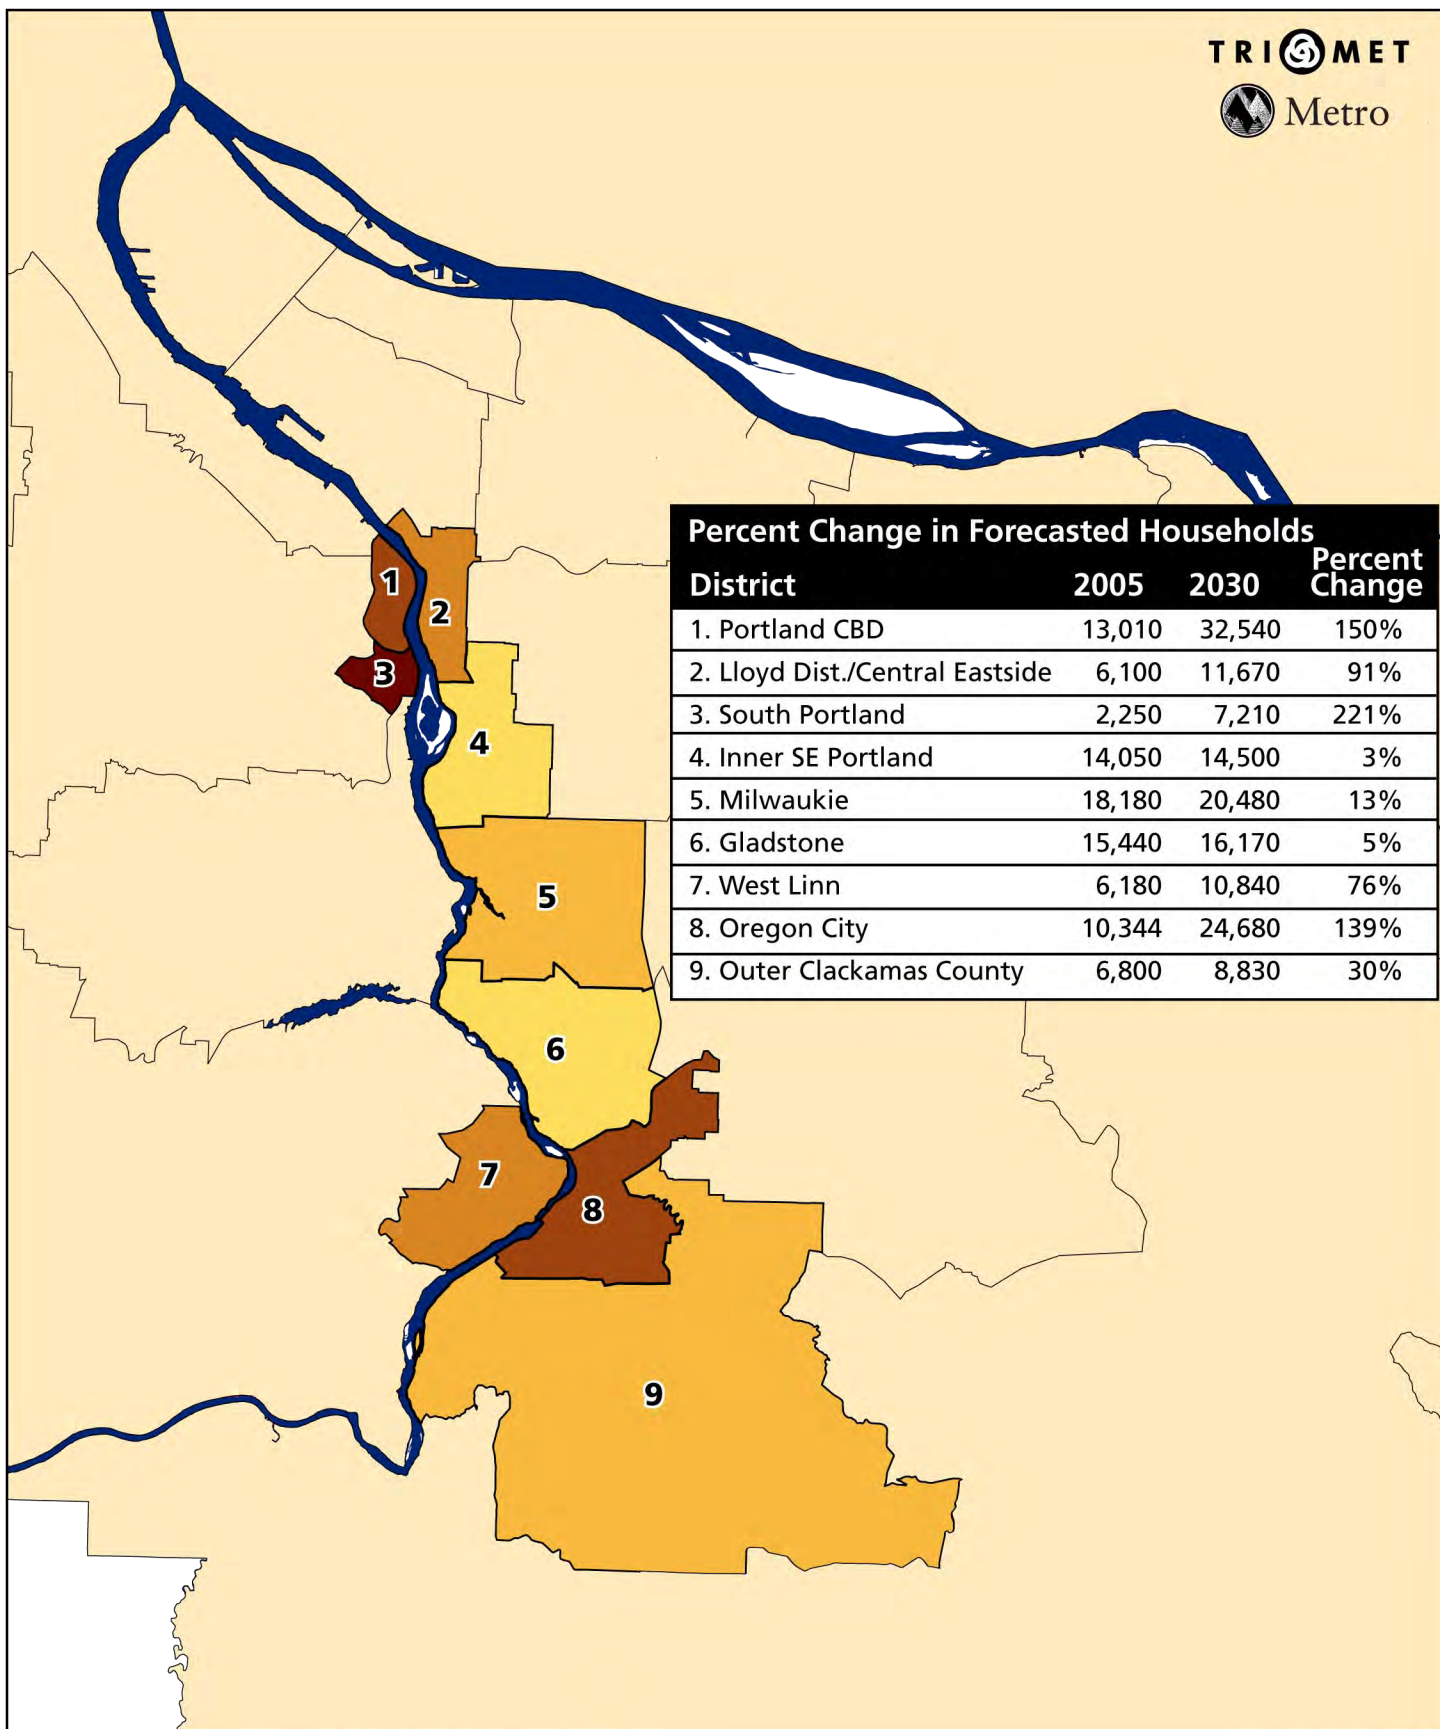 TRI MET
Metro
Percent Change in Forecasted Households
District 2005 2030 Percent Change
1. Portland CBD 13,010 32,540 150%
2. Lloyd Dist./Central Eastside 6,100 11,670 91%
3. South Portland 2,250 7,210 221%
4. Inner SE Portland 14,050 14,500 3%
5. Milwaukie 18,180 20,480 13%
6. Gladstone 15,440 16,170 5%
7. West Linn 6,180 10,840 76%
8. Oregon City 10,344 24,680 139%
9. Outer Clackamas County 6,800 8,830 30%
1
2
3
4
5
6
7
8
9